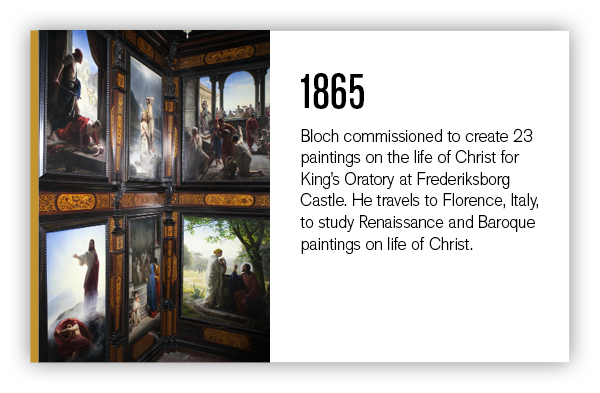 1865
Bloch commissioned to create 23
paintings on the life of Christ for
King's Oratory at Frederiksborg
Castle. He travels to Florence, Italy,
to study Renaissance and Baroque
paintings on life of Christ.